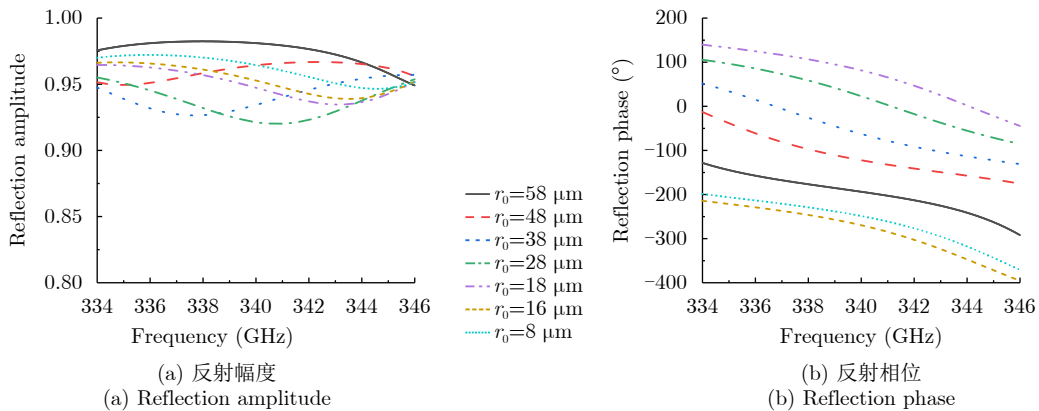 1.00
0.95
0.90
0.85
0.80
Reflection amplitude
334 336 338 340 342 344 346
Frequency (GHz)
(a) 反射幅度
(a) Reflection amplitude
r₀=58 μm
r₀=48 μm
r₀=38 μm
r₀=28 μm
r₀=18 μm
r₀=16 μm
r₀=8 μm
200
100
0
−100
−200
−300
−400
Reflection phase (°)
334 336 338 340 342 344 346
Frequency (GHz)
(b) 反射相位
(b) Reflection phase